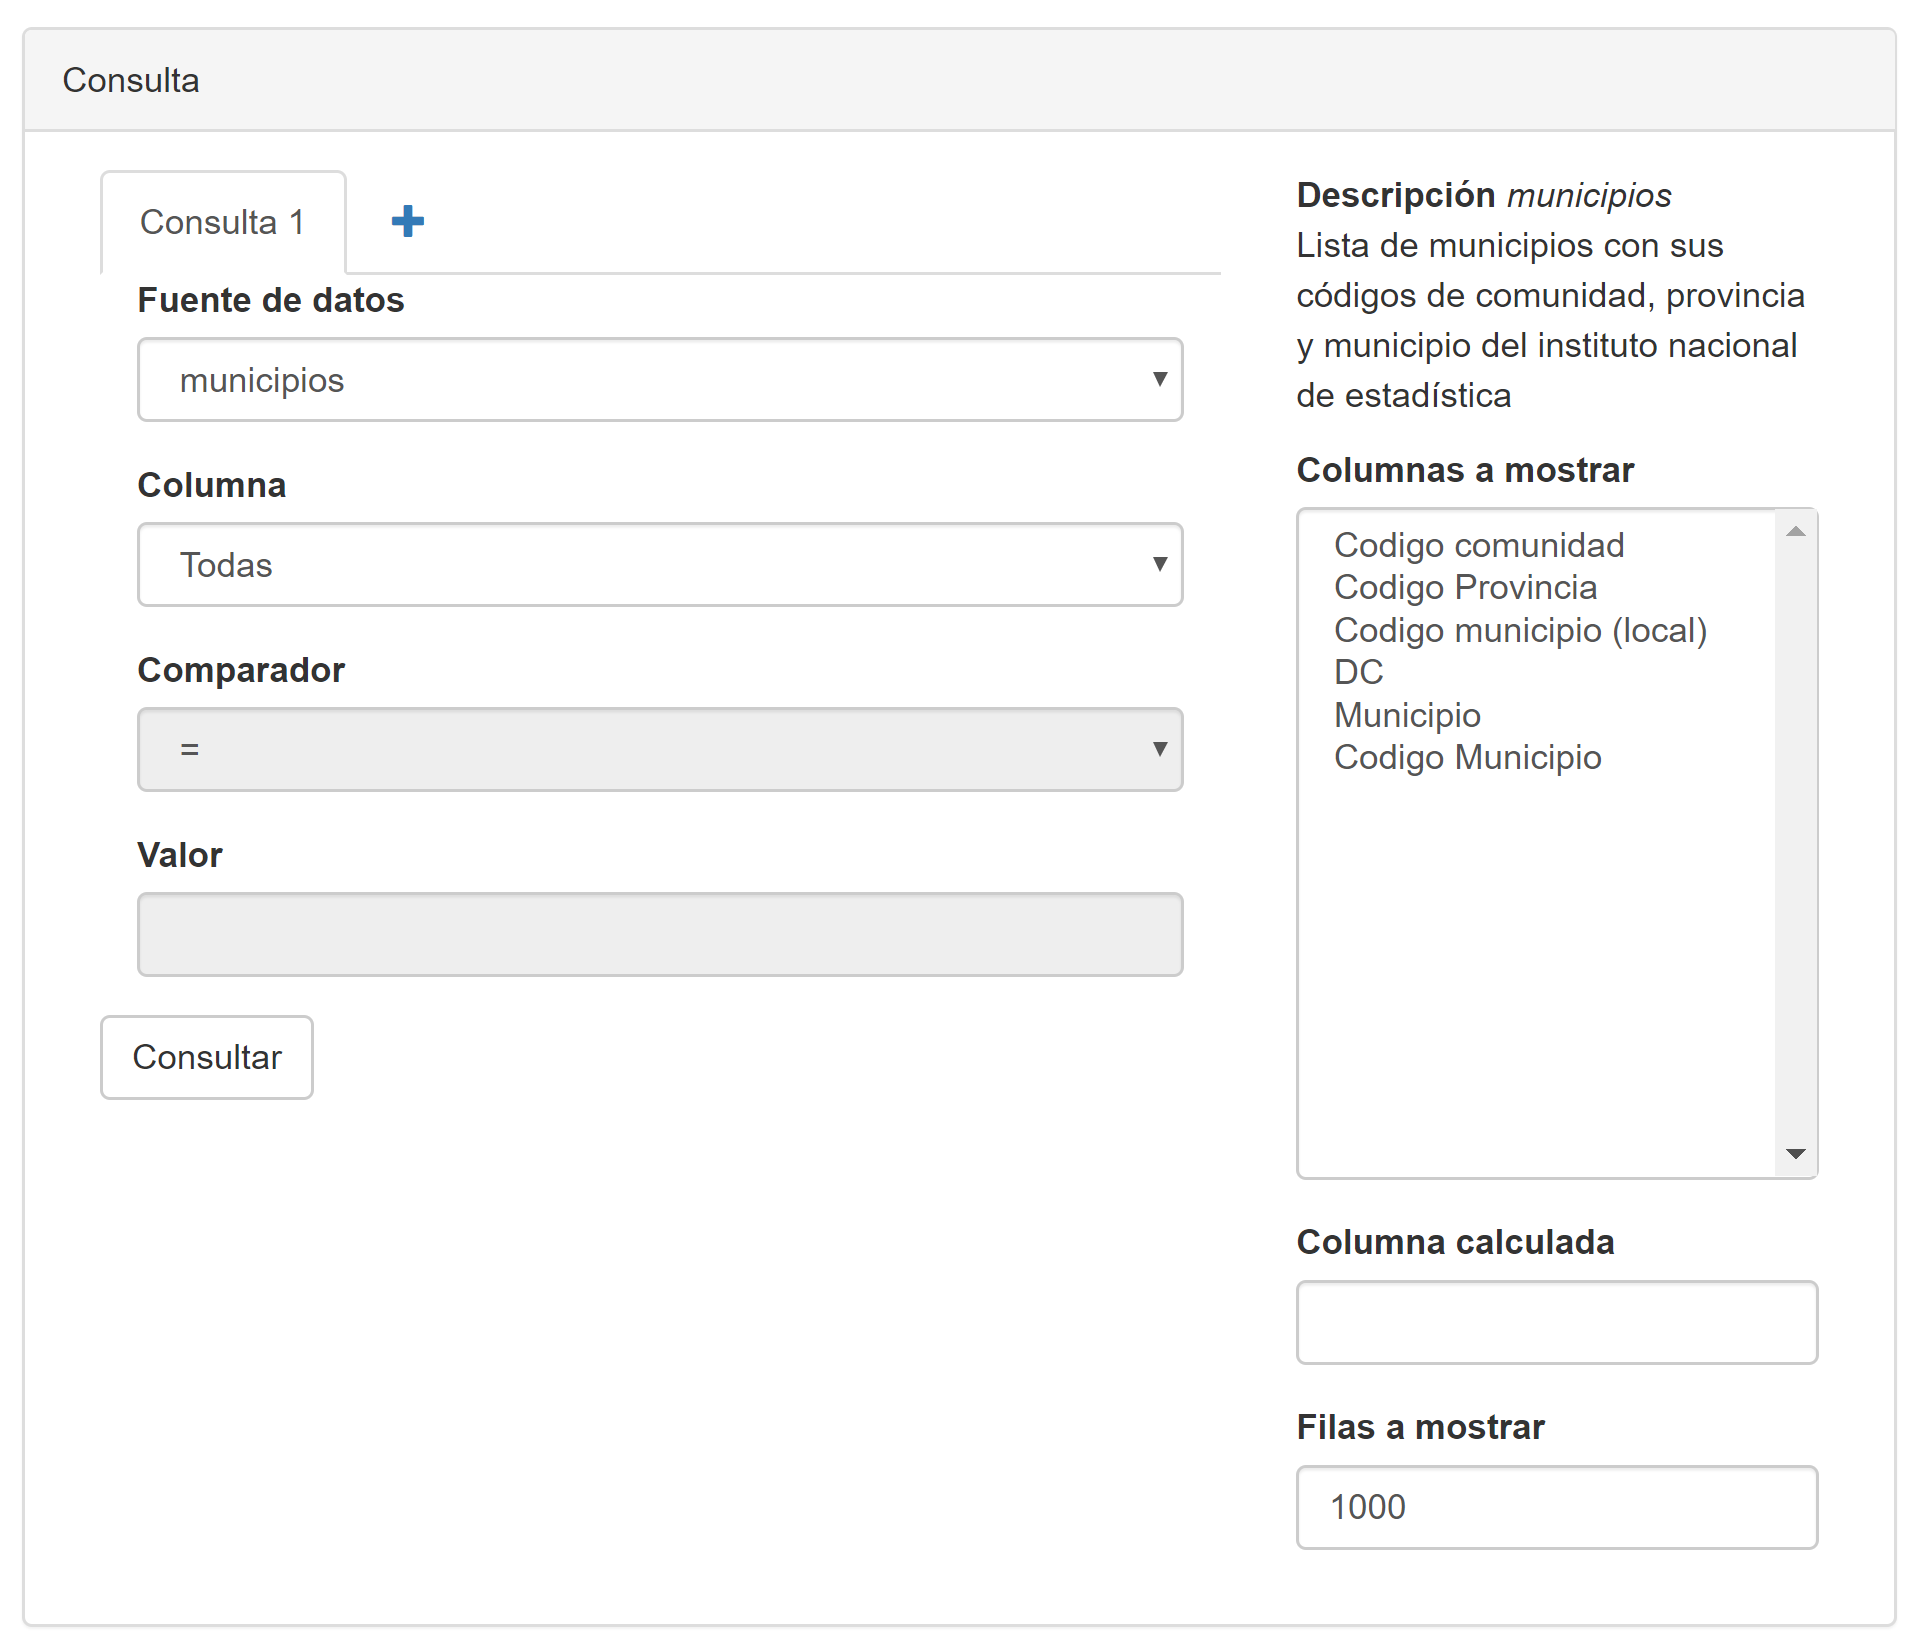 Consulta
Consulta 1
Fuente de datos
municipios
Columna
Todas
Comparador
=
Valor
Consultar
Descripción municipios
Lista de municipios con sus
códigos de comunidad, provincia
y municipio del instituto nacional
de estadística
Columnas a mostrar
Codigo comunidad
Codigo Provincia
Codigo municipio (local)
DC
Municipio
Codigo Municipio
Columna calculada
Filas a mostrar
1000